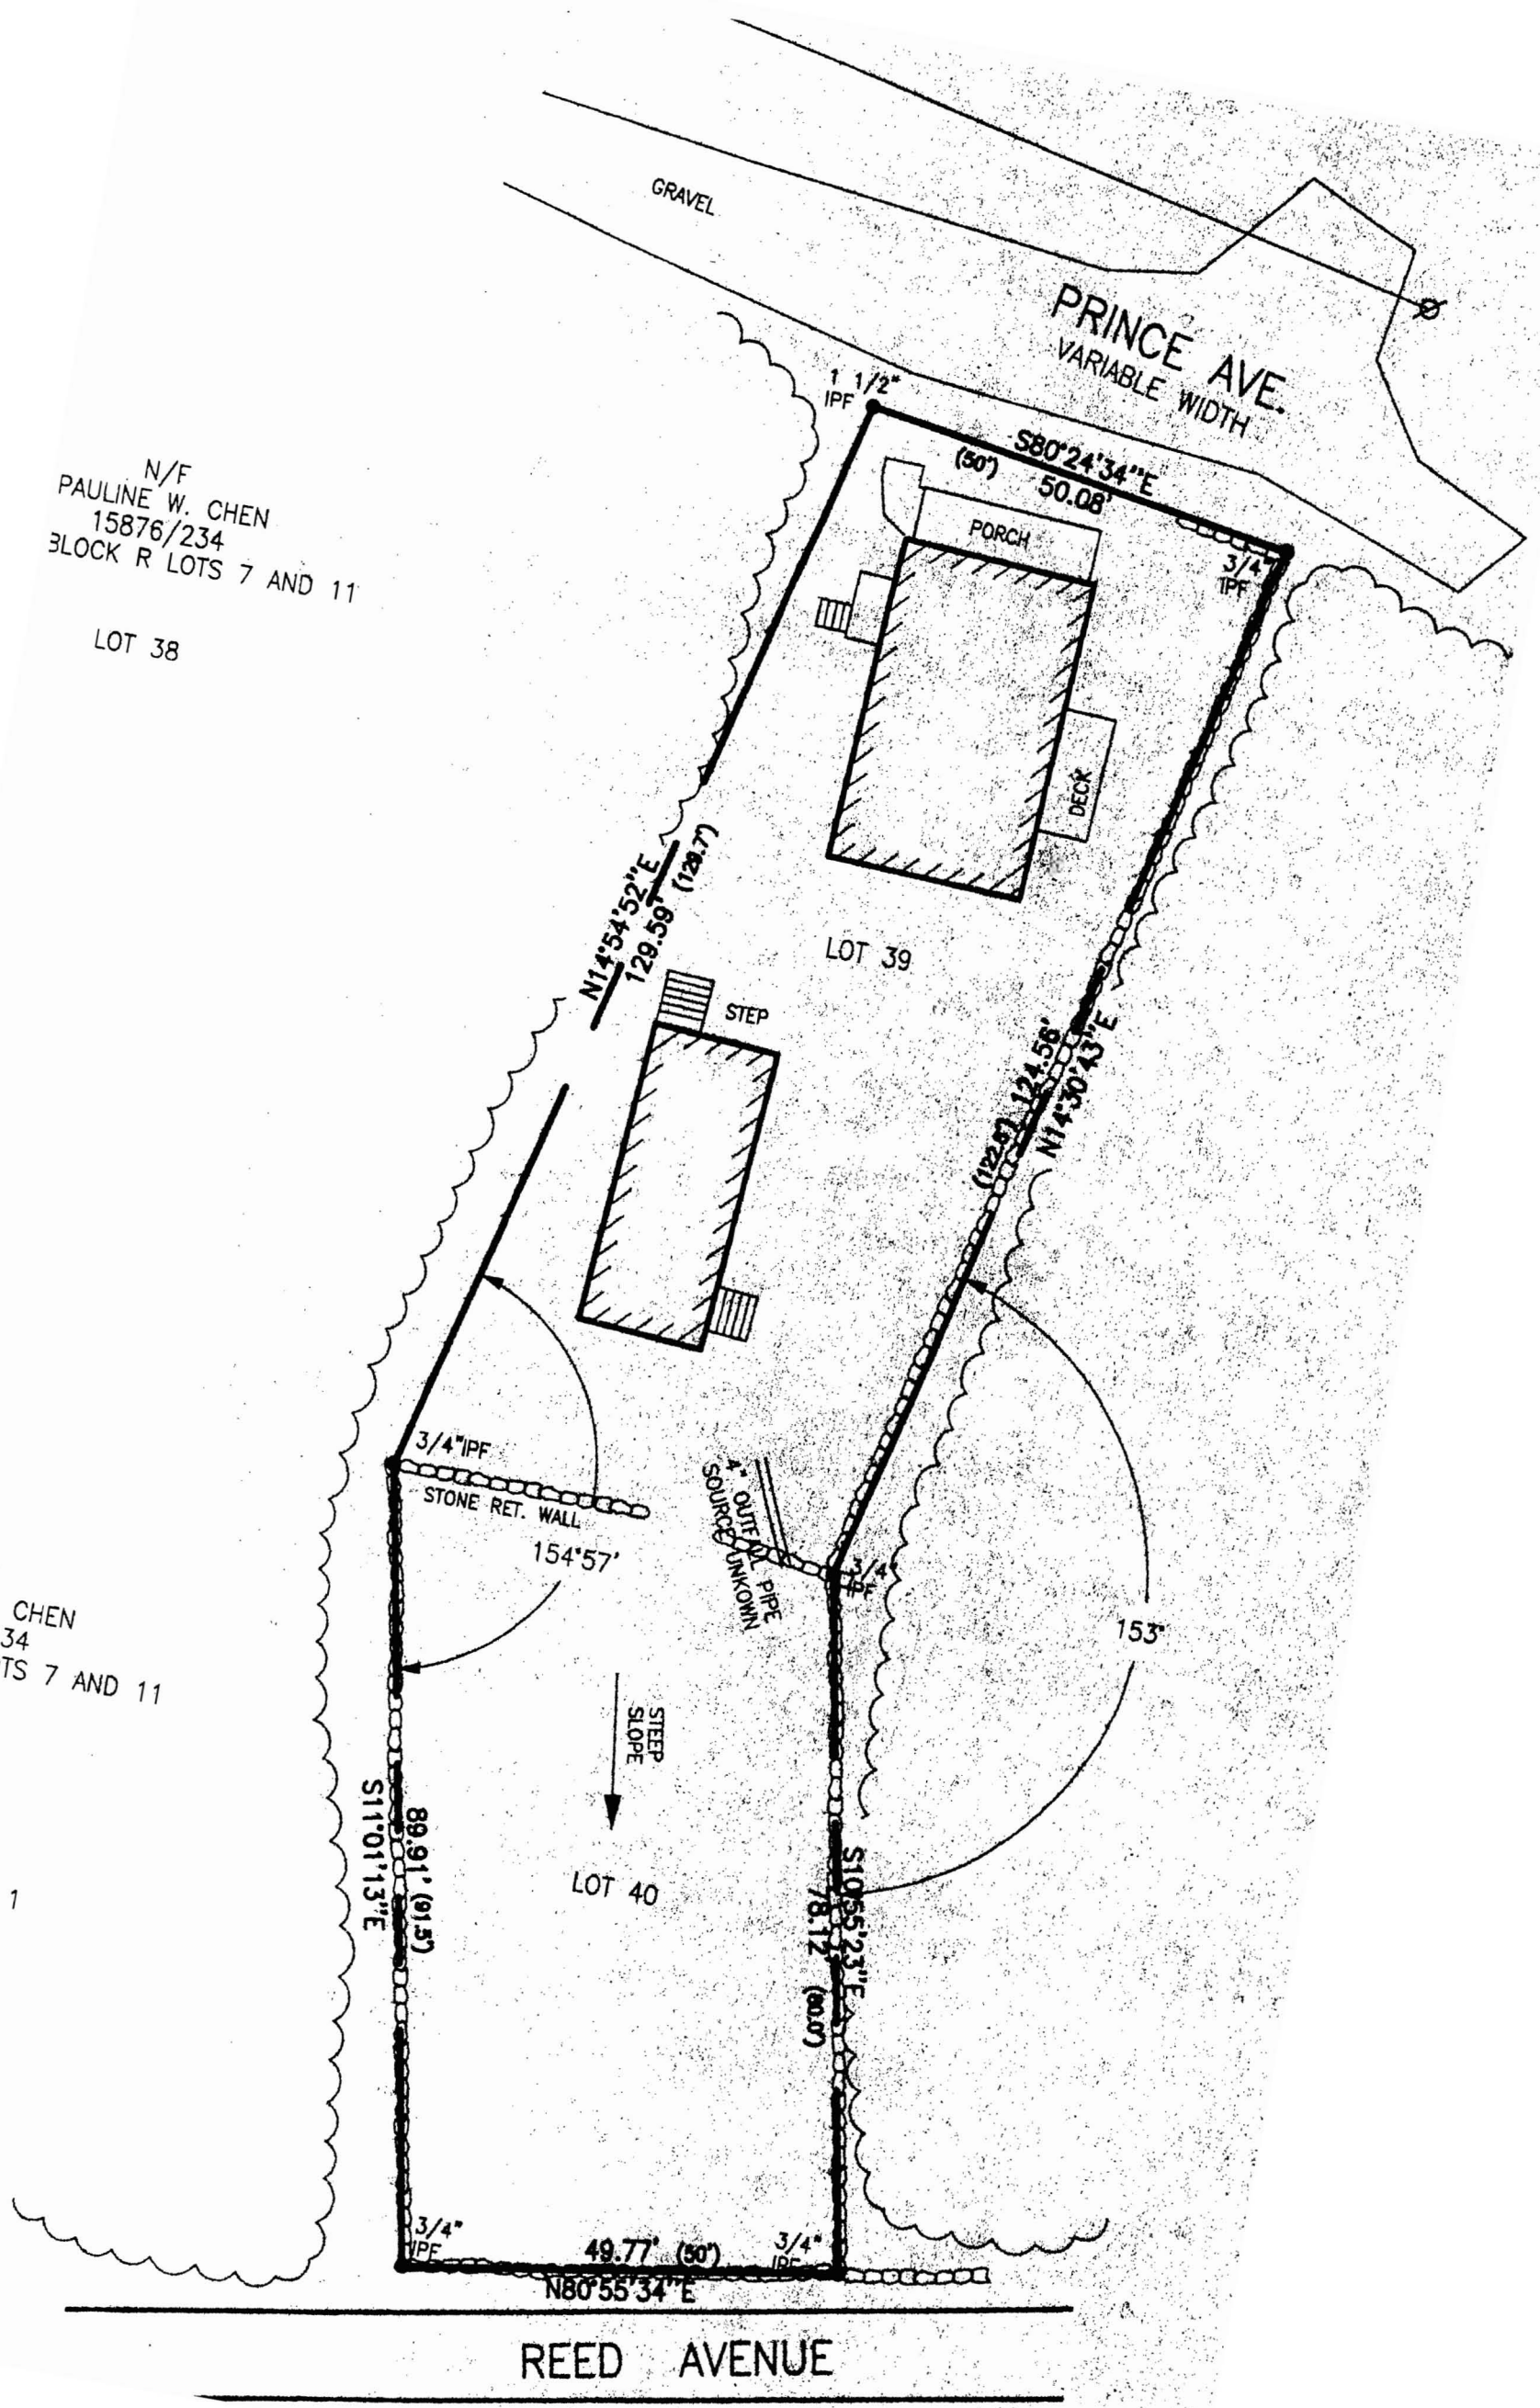 GRAVEL
PRINCE AVE.
VARIABLE WIDTH
1 1/2"
IPF
S80°24'34"E
(50') 50.08'
PORCH
3/4"
IPF
N/F
PAULINE W. CHEN
15876/234
BLOCK R LOTS 7 AND 11
LOT 38
DECK
N14°54'52"E
129.59' (129.7')
LOT 39
STEP
(122.8') 124.56'
N14°30'43"E
3/4"IPF
STONE RET. WALL
154°57'
4" OUTFALL PIPE
SOURCE UNKOWN
3/4"
IPF
153°
CHEN
34
TS 7 AND 11
STEEP
SLOPE
S11°01'13"E
89.91' (91.5')
LOT 40
S10°55'23"E
78.12' (80.0')
1
3/4"
IPF
49.77' (50')
3/4"
IPF
N80°55'34"E
REED AVENUE